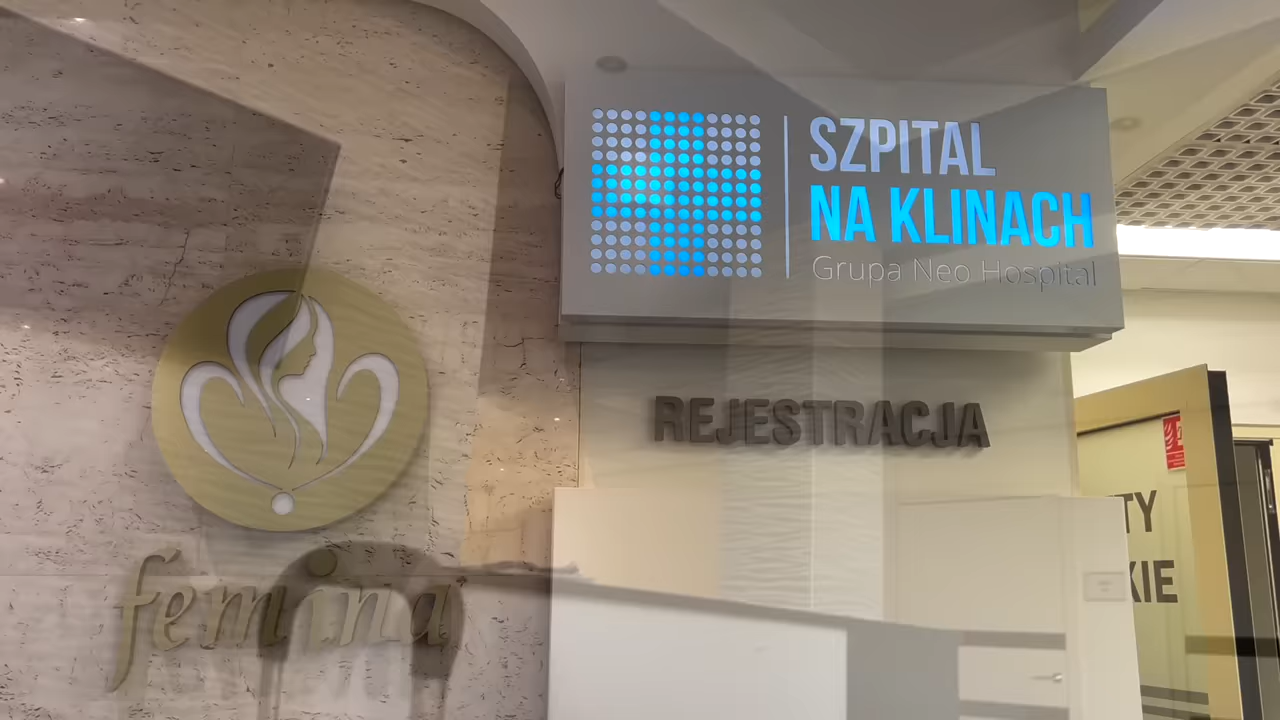 SZPITAL
NA KLINACH
Grupa Neo Hospital
REJESTRACJA
femina
TY
KIE